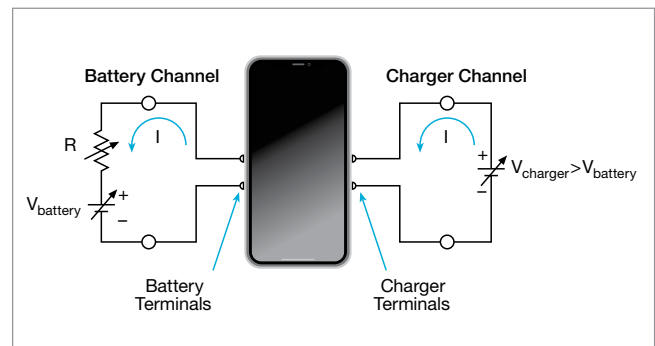 Battery Channel
Charger Channel
I
I
R
+
Vcharger>Vbattery
−
Vbattery
+
−
Battery
Terminals
Charger
Terminals